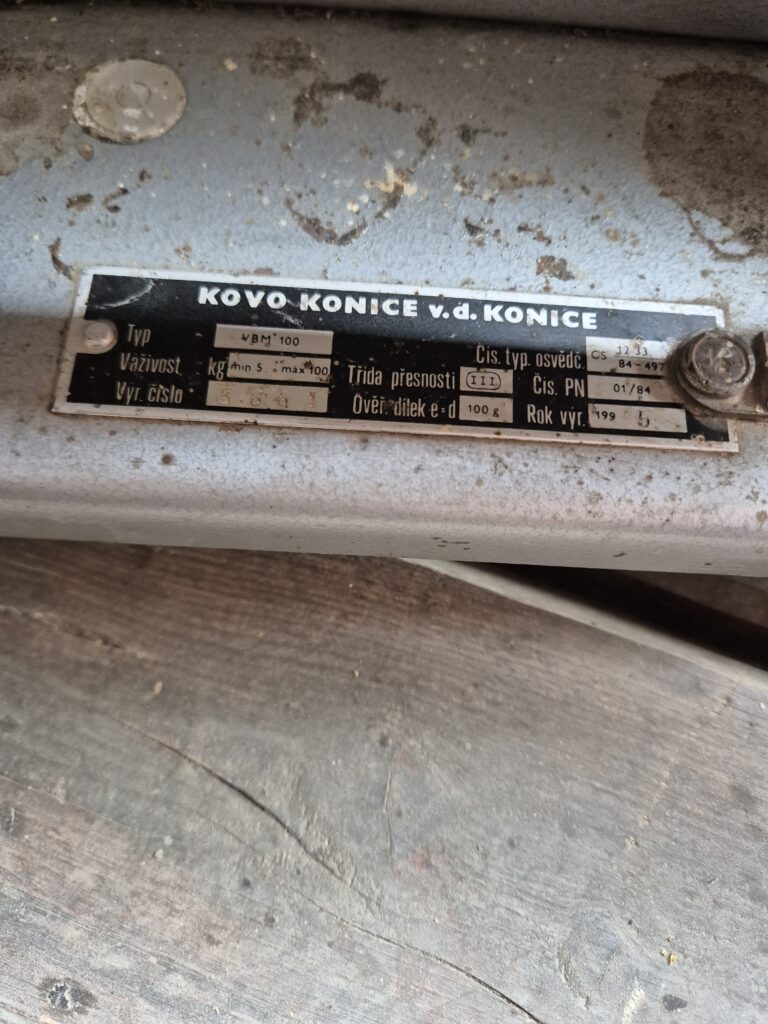 KOVO KONICE v.d. KONICE
Typ VBM 100
Váživost kg min 5 max 100
Výr. číslo
Třída přesnosti III
Ověř. dílek e=d 100 g
Čís. typ. osvědč. CS 12 33 84-497
Čís. PN 01/84
Rok výr. 199 5